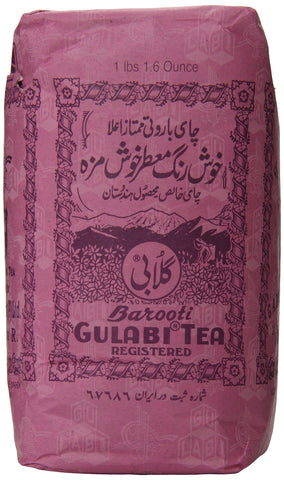 1 lbs 1.6 Ounce
چای باروتی ممتاز اعلا
خوش رنگ معطر خوش مزه
چای خالص محصول هندوستان
گلابی®
Barooti
GULABI® TEA
REGISTERED
شماره ثبت در ایران ۶۷۶۸۶